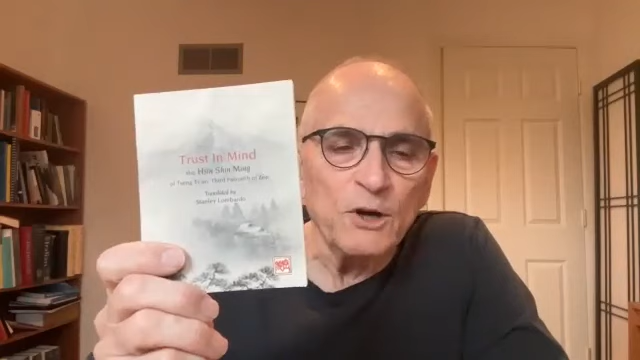 Trust In Mind
the Hsin Shin Ming
of Tseng Ts'an, Third Patriarch of Zen
Translated by
Stanley Lombardo